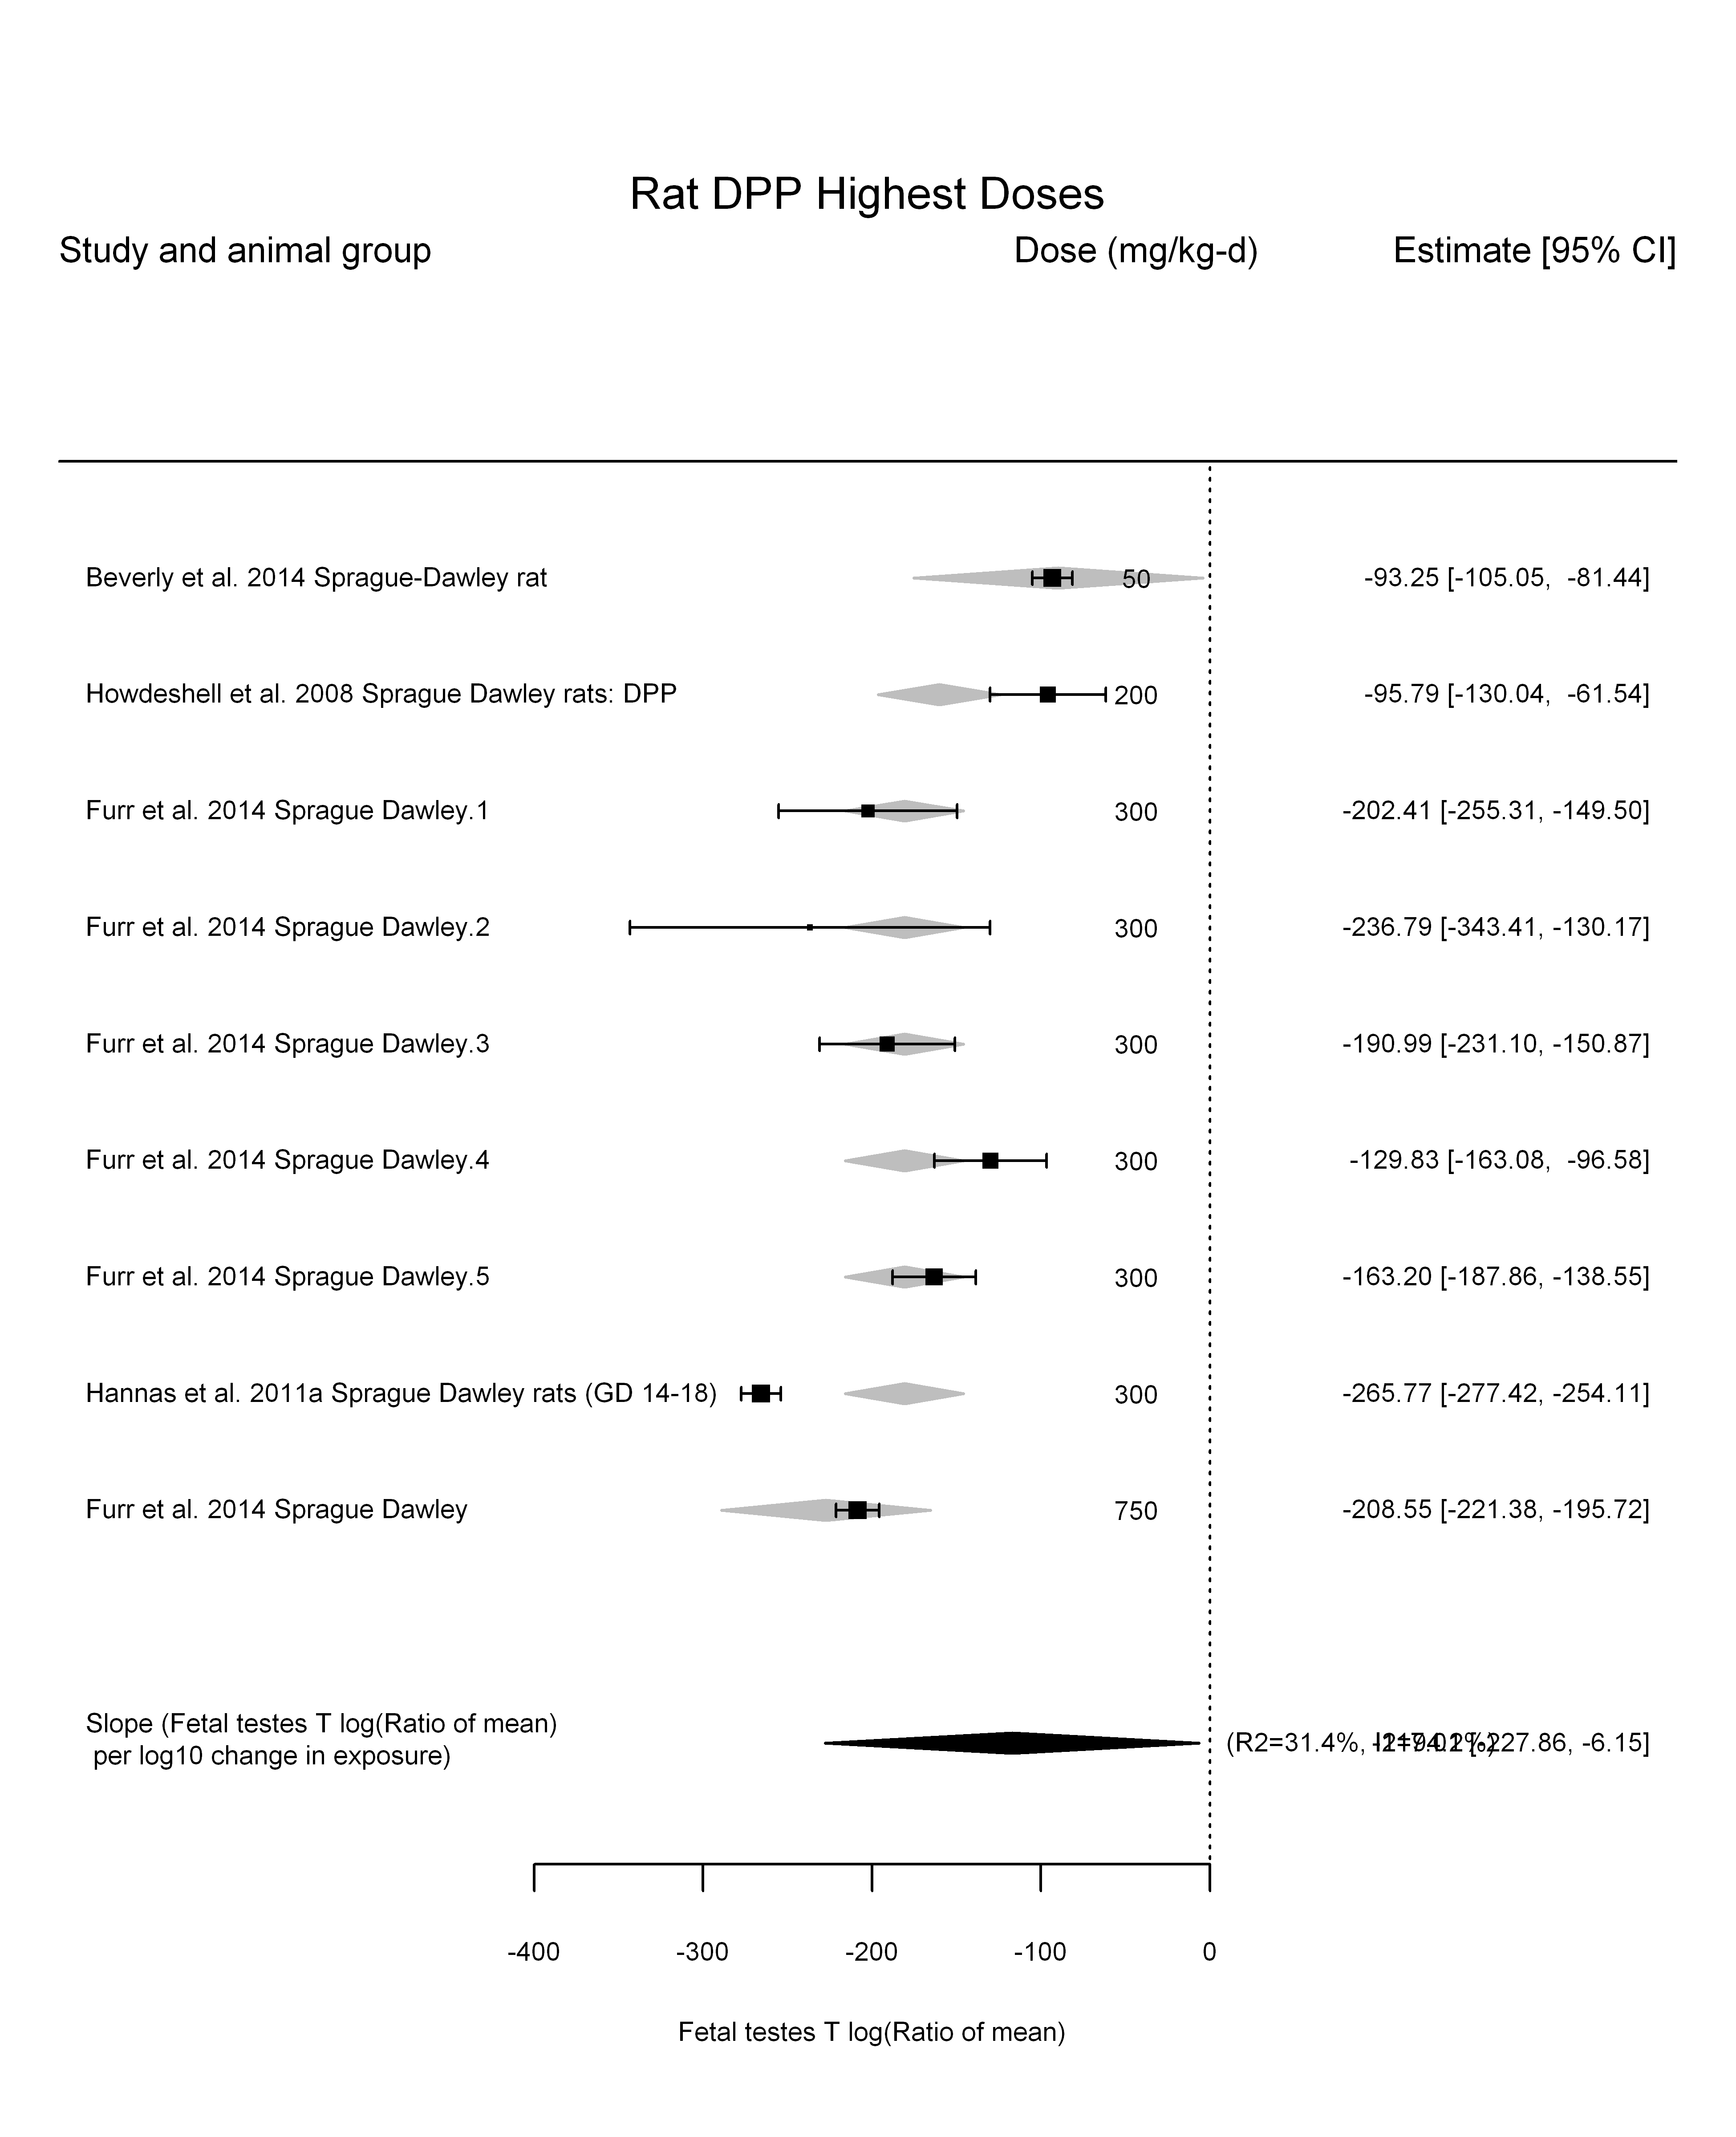 Rat DPP Highest Doses
Study and animal group Dose (mg/kg-d) Estimate [95% CI]
Beverly et al. 2014 Sprague-Dawley rat 50 -93.25 [-105.05, -81.44]
Howdeshell et al. 2008 Sprague Dawley rats: DPP 200 -95.79 [-130.04, -61.54]
Furr et al. 2014 Sprague Dawley.1 300 -202.41 [-255.31, -149.50]
Furr et al. 2014 Sprague Dawley.2 300 -236.79 [-343.41, -130.17]
Furr et al. 2014 Sprague Dawley.3 300 -190.99 [-231.10, -150.87]
Furr et al. 2014 Sprague Dawley.4 300 -129.83 [-163.08, -96.58]
Furr et al. 2014 Sprague Dawley.5 300 -163.20 [-187.86, -138.55]
Hannas et al. 2011a Sprague Dawley rats (GD 14-18) 300 -265.77 [-277.42, -254.11]
Furr et al. 2014 Sprague Dawley 750 -208.55 [-221.38, -195.72]
Slope (Fetal testes T log(Ratio of mean)
per log10 change in exposure)
(R2=31.4%, -6.15]
-400 -300 -200 -100 0
Fetal testes T log(Ratio of mean)